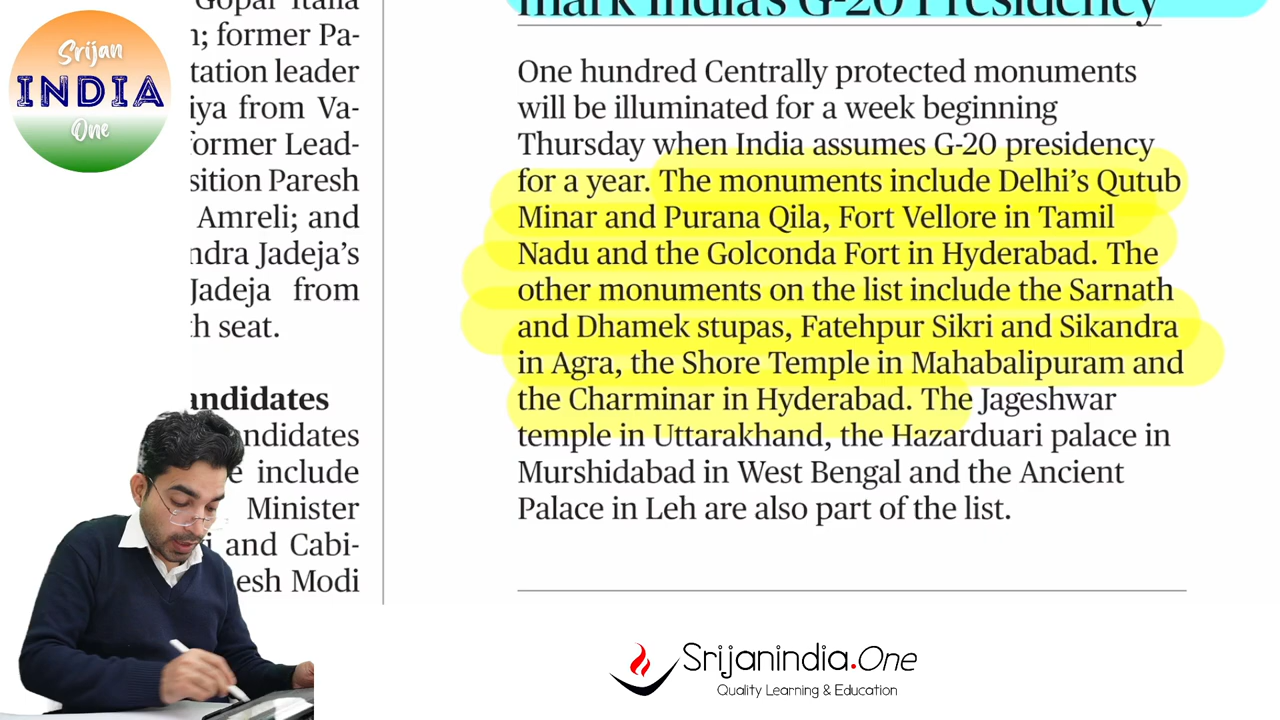 Srijan
INDIA
One
Gopal Italia
; former Pa-
tation leader
iya from Va-
former Lead-
sition Paresh
Amreli; and
ndra Jadeja's
Jadeja from
h seat.
andidates
andidates
e include
Minister
i and Cabi-
esh Modi
mark India's G-20 Presidency
One hundred Centrally protected monuments
will be illuminated for a week beginning
Thursday when India assumes G-20 presidency
for a year. The monuments include Delhi's Qutub
Minar and Purana Qila, Fort Vellore in Tamil
Nadu and the Golconda Fort in Hyderabad. The
other monuments on the list include the Sarnath
and Dhamek stupas, Fatehpur Sikri and Sikandra
in Agra, the Shore Temple in Mahabalipuram and
the Charminar in Hyderabad. The Jageshwar
temple in Uttarakhand, the Hazarduari palace in
Murshidabad in West Bengal and the Ancient
Palace in Leh are also part of the list.
Srijanindia.One
Quality Learning & Education